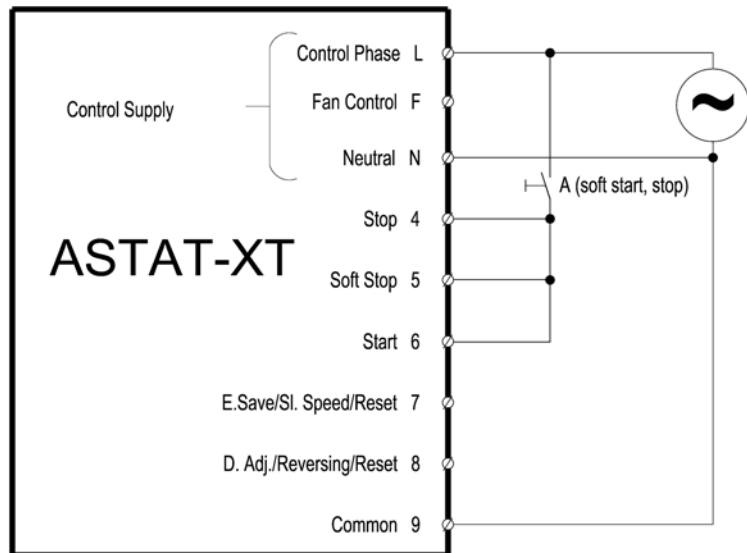 Control Phase L
Fan Control F
Control Supply
Neutral N
A (soft start, stop)
Stop 4
ASTAT-XT
Soft Stop 5
Start 6
E.Save/Sl. Speed/Reset 7
D. Adj./Reversing/Reset 8
Common 9